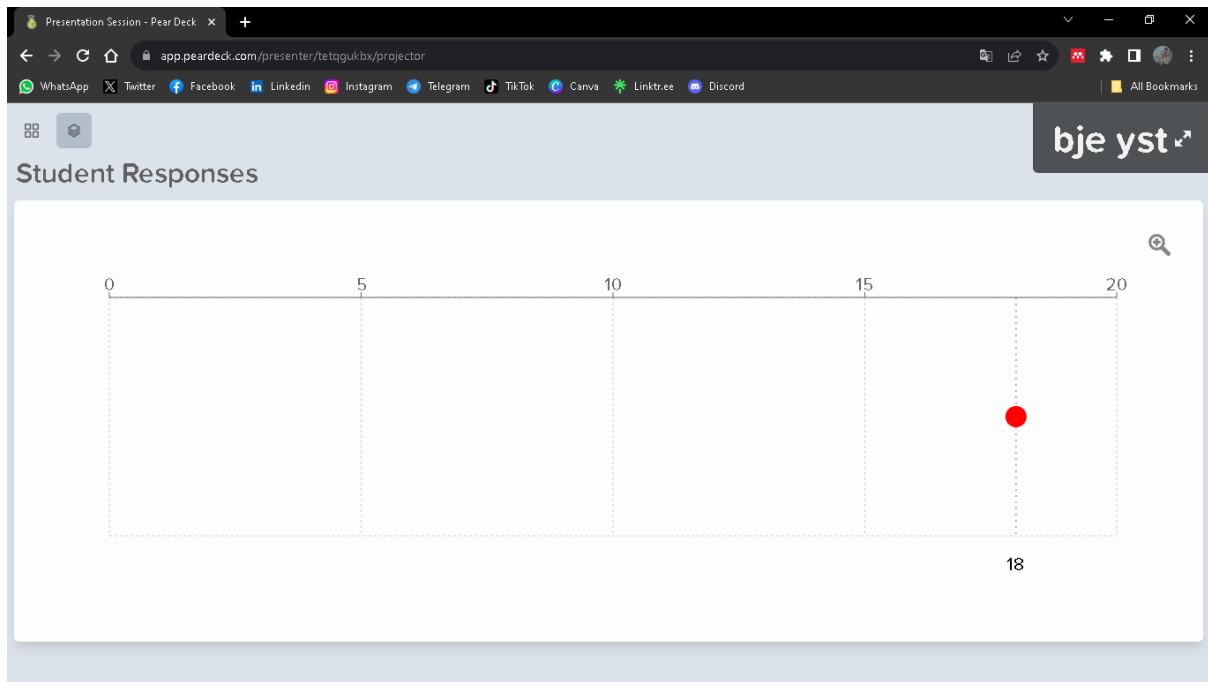 Presentation Session - Pear Deck
app.peardeck.com/presenter/tetqgukbx/projector
WhatsApp Twitter Facebook Linkedin Instagram Telegram TikTok Canva Linktr.ee Discord All Bookmarks
bje yst
Student Responses
0 5 10 15 20
18